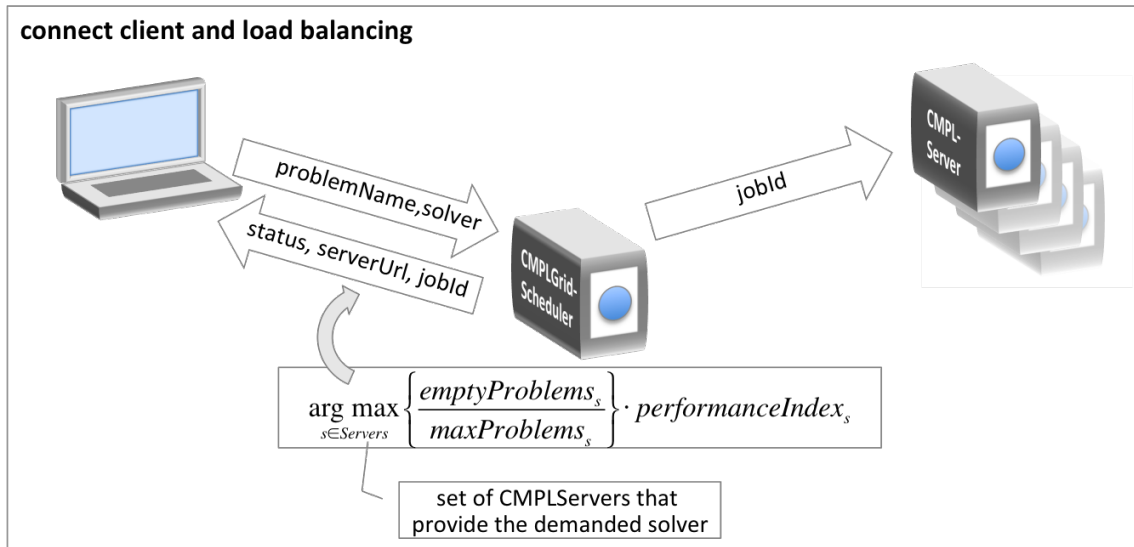 connect client and load balancing
CMPL-
Server
problemName,solver
jobId
status, serverUrl, jobId
CMPLGrid-
Scheduler
arg max { emptyProblems_s / maxProblems_s } · performanceIndex_s
s∈Servers
set of CMPLServers that
provide the demanded solver